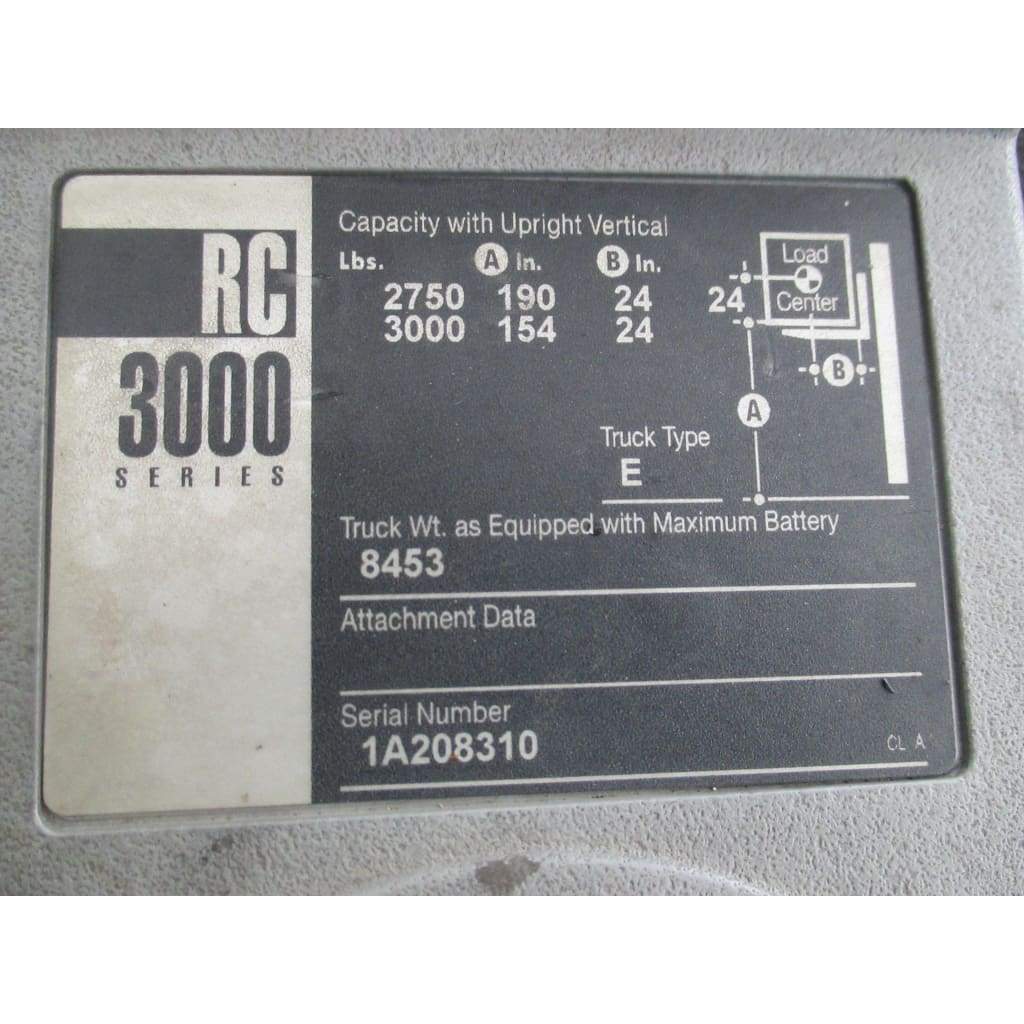 RC
3000
SERIES
Capacity with Upright Vertical
Lbs. A In. B In.
2750 190 24
3000 154 24
24
Load
Center
B
A
Truck Type
E
Truck Wt. as Equipped with Maximum Battery
8453
Attachment Data
Serial Number
1A208310
CL A